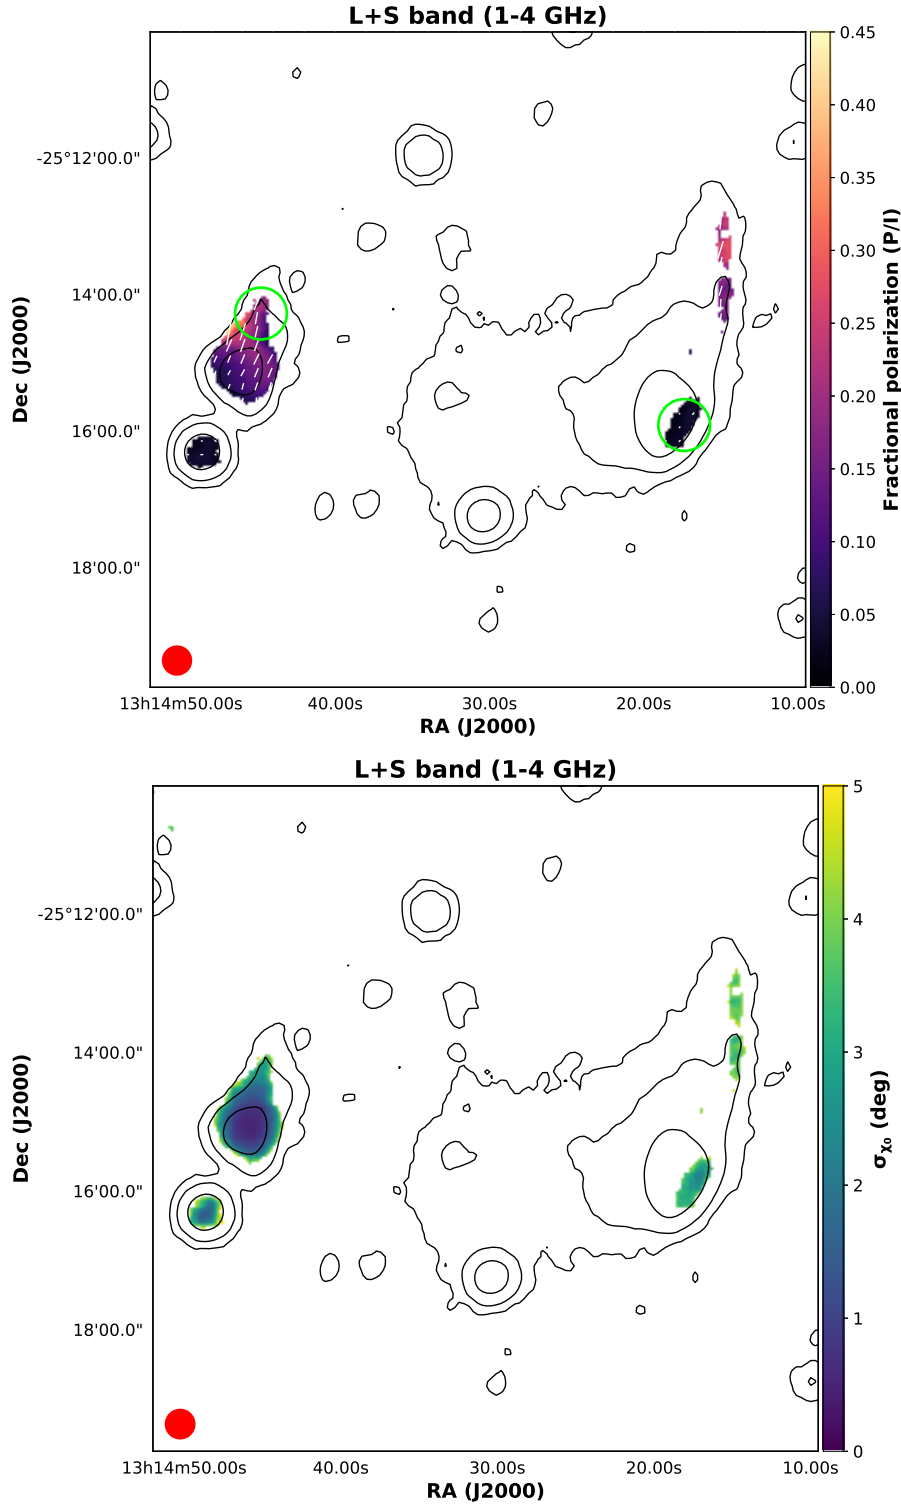 L+S band (1-4 GHz)
-25°12'00.0"
14'00.0"
16'00.0"
18'00.0"
Dec (J2000)
13h14m50.00s
40.00s
30.00s
20.00s
10.00s
RA (J2000)
0.45
0.40
0.35
0.30
0.25
0.20
0.15
0.10
0.05
0.00
Fractional polarization (P/I)
L+S band (1-4 GHz)
-25°12'00.0"
14'00.0"
16'00.0"
18'00.0"
Dec (J2000)
13h14m50.00s
40.00s
30.00s
20.00s
10.00s
RA (J2000)
5
4
3
2
1
0
σχ₀ (deg)